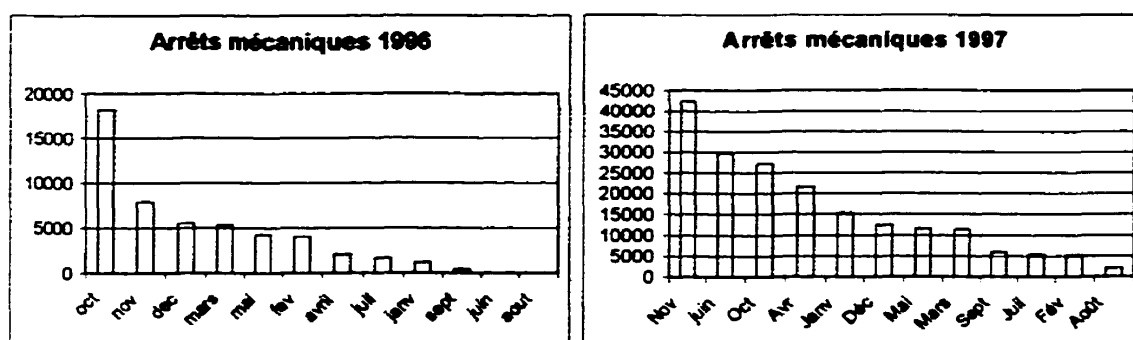 Arrêts mécaniques 1996
20000
15000
10000
5000
0
oct
nov
dec
mars
mai
fev
avril
juil
janv
sept
juin
aout
Arrêts mécaniques 1997
45000
40000
35000
30000
25000
20000
15000
10000
5000
0
Nov
juin
Oct
Avr
Janv
Déc
Mai
Mars
Sept
Juil
Fév
Août